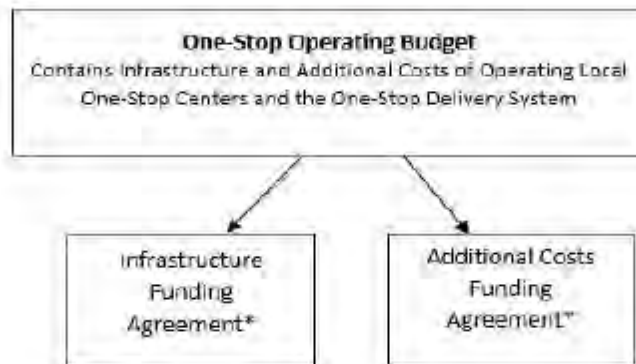 One-Stop Operating Budget
Contains Infrastructure and Additional Costs of Operating Local
One-Stop Centers and the One-Stop Delivery System
Infrastructure
Funding
Agreement*
Additional Costs
Funding
Agreement*